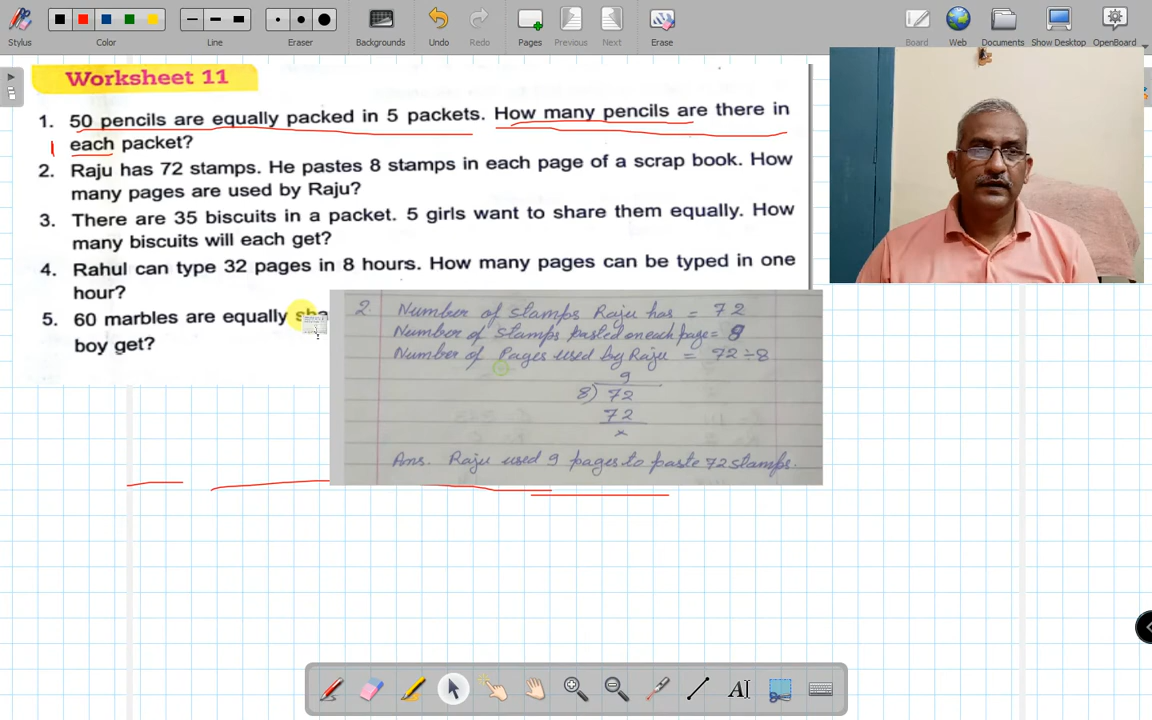 Stylus
Color
Line
Eraser
Backgrounds
Undo
Redo
Pages
Previous
Next
Erase
Board
Web
Documents
Show Desktop
OpenBoard
Worksheet 11
1. 50 pencils are equally packed in 5 packets. How many pencils are there in
each packet?
2. Raju has 72 stamps. He pastes 8 stamps in each page of a scrap book. How
many pages are used by Raju?
3. There are 35 biscuits in a packet. 5 girls want to share them equally. How
many biscuits will each get?
4. Rahul can type 32 pages in 8 hours. How many pages can be typed in one
hour?
5. 60 marbles are equally
boy get?
2. Number of stamps Raju has = 72
Number of stamps pasted on each page = 8
Number of Pages used by Raju = 72 ÷ 8
9
8) 72
72
x
Ans. Raju used 9 pages to paste 72 stamps.